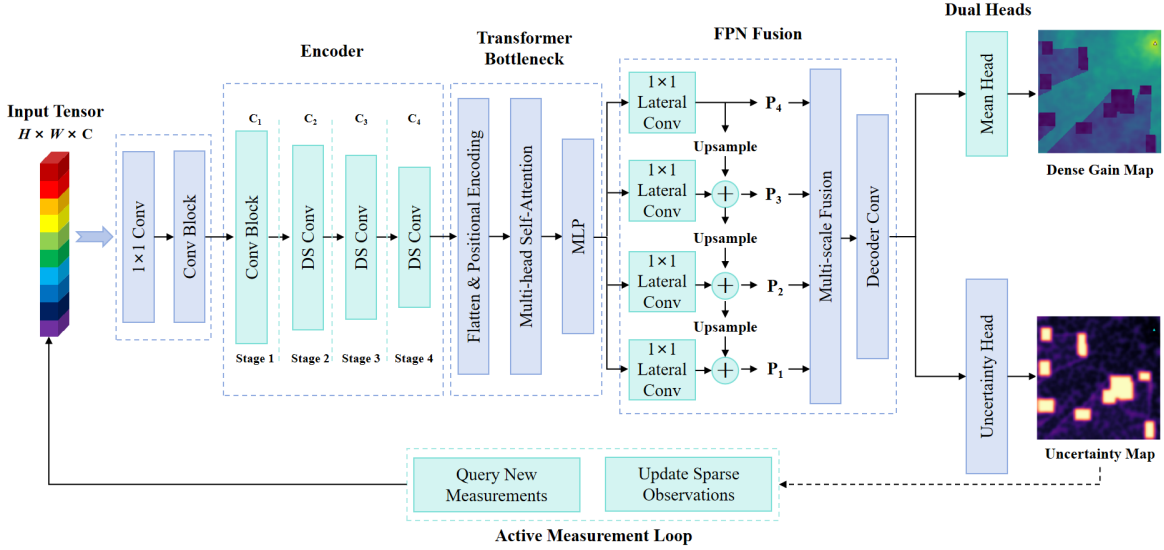 Dual Heads
Encoder
Transformer
Bottleneck
FPN Fusion
Input Tensor
H × W × C
1×1 Conv
Conv Block
C₁
C₂
C₃
C₄
Conv Block
DS Conv
DS Conv
DS Conv
Stage 1
Stage 2
Stage 3
Stage 4
Flatten & Positional Encoding
Multi-head Self-Attention
MLP
1×1
Lateral
Conv
P₄
Upsample
1×1
Lateral
Conv
+
P₃
Upsample
1×1
Lateral
Conv
+
P₂
Upsample
1×1
Lateral
Conv
+
P₁
Multi-scale Fusion
Decoder Conv
Mean Head
Dense Gain Map
Uncertainty Head
Uncertainty Map
Query New
Measurements
Update Sparse
Observations
Active Measurement Loop